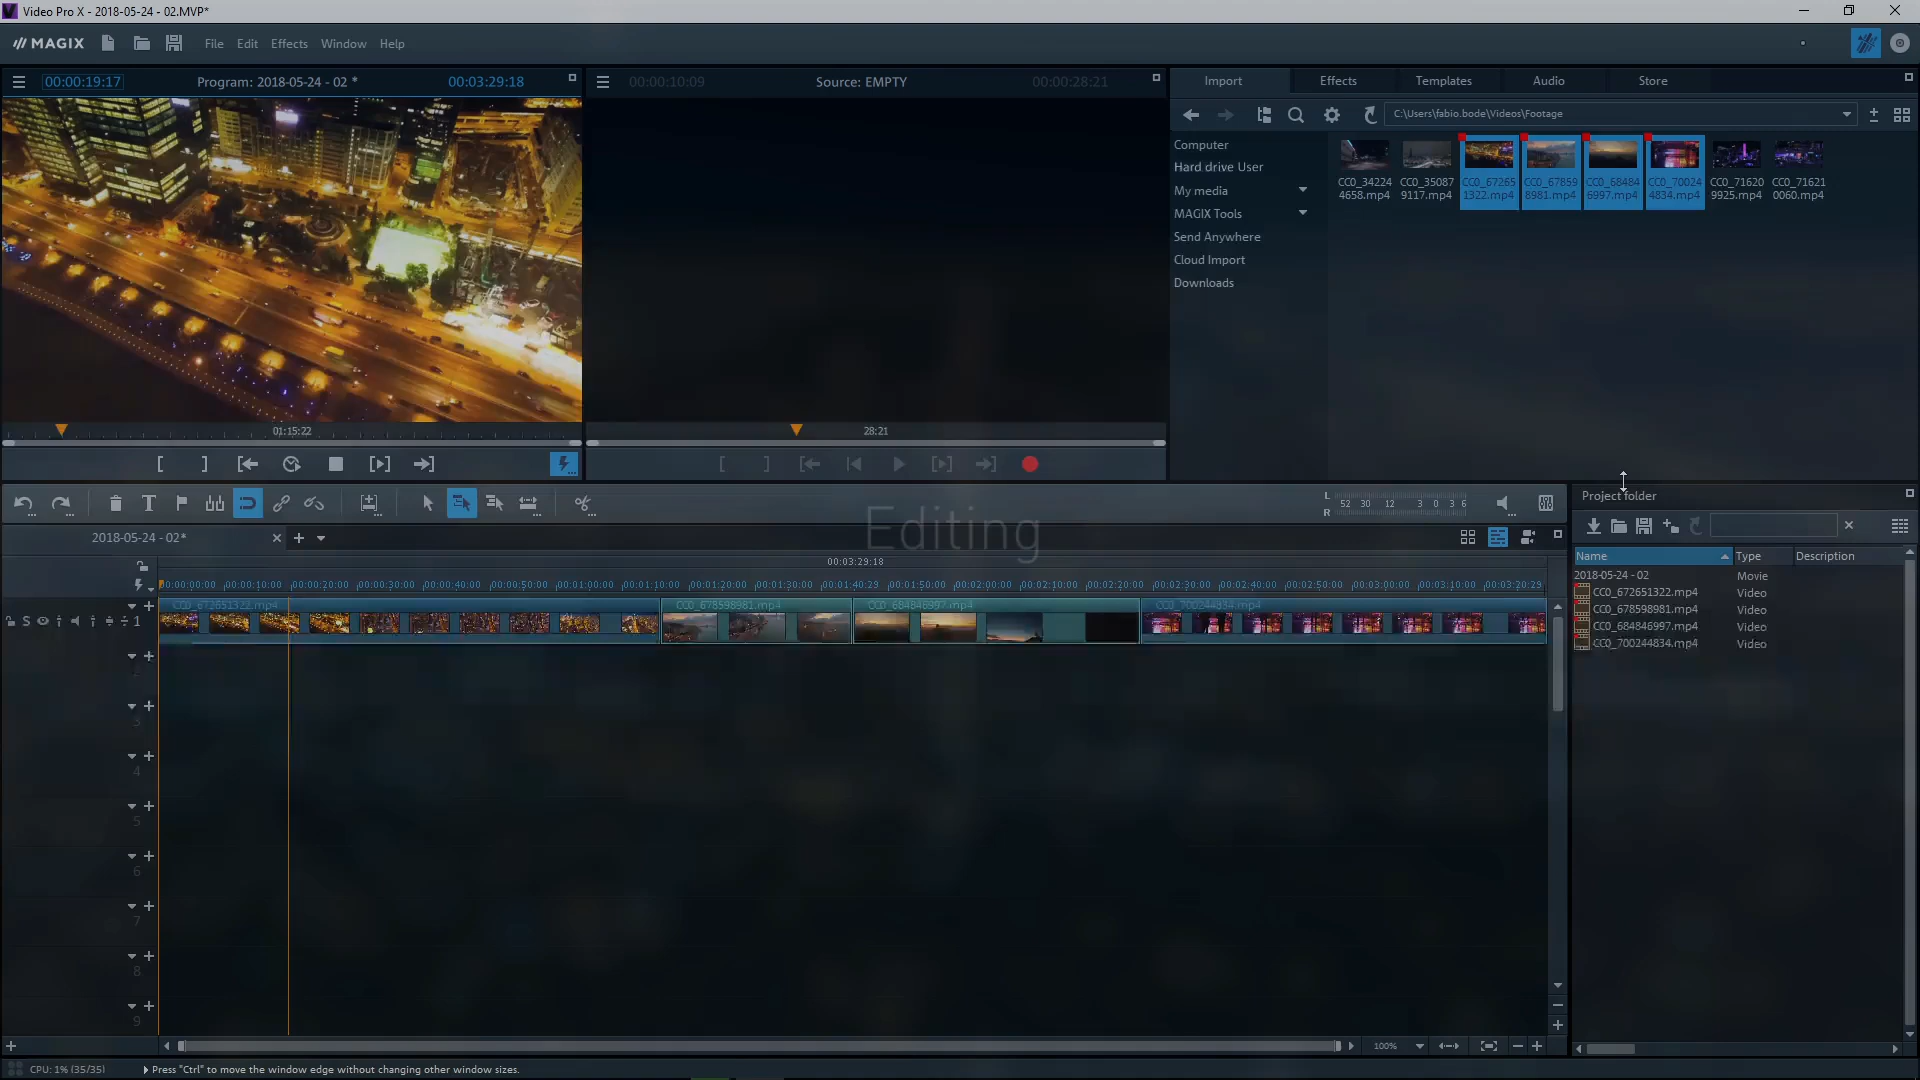 Video Pro X - 2018-05-24 - 02.MVP*
MAGIX File Edit Effects Window Help
00:00:19:17 Program: 2018-05-24 - 02 * 00:03:29:18
00:00:10:09 Source: EMPTY 00:00:28:21
Import Effects Templates Audio Store
C:\Users\fabio.bode\Videos\Footage
Computer
Hard drive User
My media
MAGIX Tools
Send Anywhere
Cloud Import
Downloads
CC0_34224 CC0_35087 CC0_67265 CC0_67859 CC0_68484 CC0_70024 CC0_71620 CC0_71621
4658.mp4 9117.mp4 1322.mp4 8981.mp4 6997.mp4 4834.mp4 9925.mp4 0060.mp4
01:15:22
28:21
L
R
52 30 12 3 0 3 6
Project folder
Editing
2018-05-24 - 02*
00:03:29:18
00:00:00:00 00:00:10:00 00:00:20:00 00:00:30:00 00:00:40:00 00:00:50:00 00:01:00:00 00:01:10:00 00:01:20:00 00:01:30:00 00:01:40:29 00:01:50:00 00:02:00:00 00:02:10:00 00:02:20:00 00:02:30:00 00:02:40:00 00:02:50:00 00:03:00:00 00:03:10:00 00:03:20:29
CC0_672651322.mp4 CC0_678598981.mp4 CC0_684846997.mp4 CC0_700244834.mp4
S 1
2
3
4
5
6
7
8
9
Name Type Description
2018-05-24 - 02 Movie
CC0_672651322.mp4 Video
CC0_678598981.mp4 Video
CC0_684846997.mp4 Video
CC0_700244834.mp4 Video
100%
CPU: 1% (35/35) Press "Ctrl" to move the window edge without changing other window sizes.